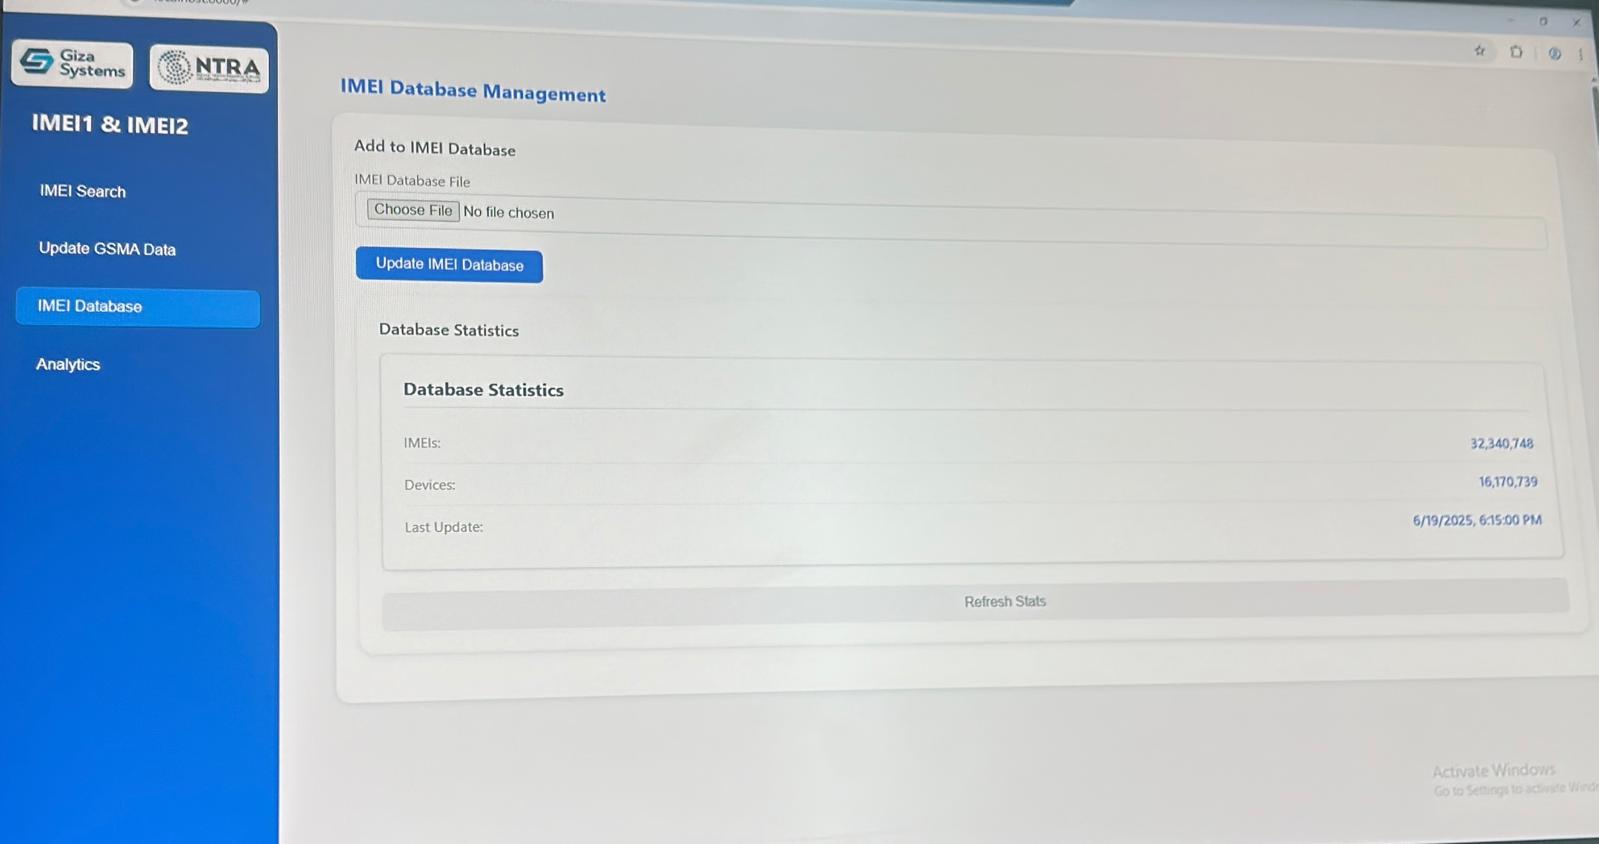 Giza
Systems
NTRA
IMEI1 & IMEI2
IMEI Search
Update GSMA Data
IMEI Database
Analytics
IMEI Database Management
Add to IMEI Database
IMEI Database File
Choose File No file chosen
Update IMEI Database
Database Statistics
Database Statistics
IMEIs: 32,340,748
Devices: 16,170,739
Last Update: 6/19/2025, 6:15:00 PM
Refresh Stats
Activate Windows
Go to Settings to activate